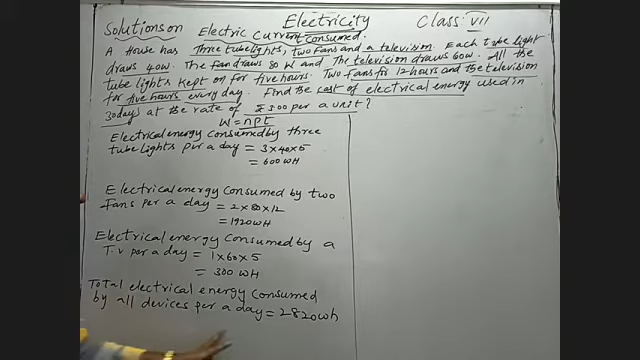 Solutions on
Electricity
Class VII
Electric Current Consumed.
A House has Three tubelights, two fans and a television. Each tube light
draws 40W. The fan draws 80 W and The television draws 60W. All the
tube lights kept on for five hours. Two fans for 12 hours and the television
for five hours every day. Find the cost of electrical energy used in
30 days at the rate of ₹ 3.00 per a unit?
W = npt
Electrical energy consumed by three
tube lights per a day = 3×40×5
= 600 WH
Electrical energy consumed by two
Fans per a day = 2×80×12
= 1920WH
Electrical energy consumed by a
T.V per a day = 1×60×5
= 300 WH
Total electrical energy consumed
by all devices per a day = 2820Wh